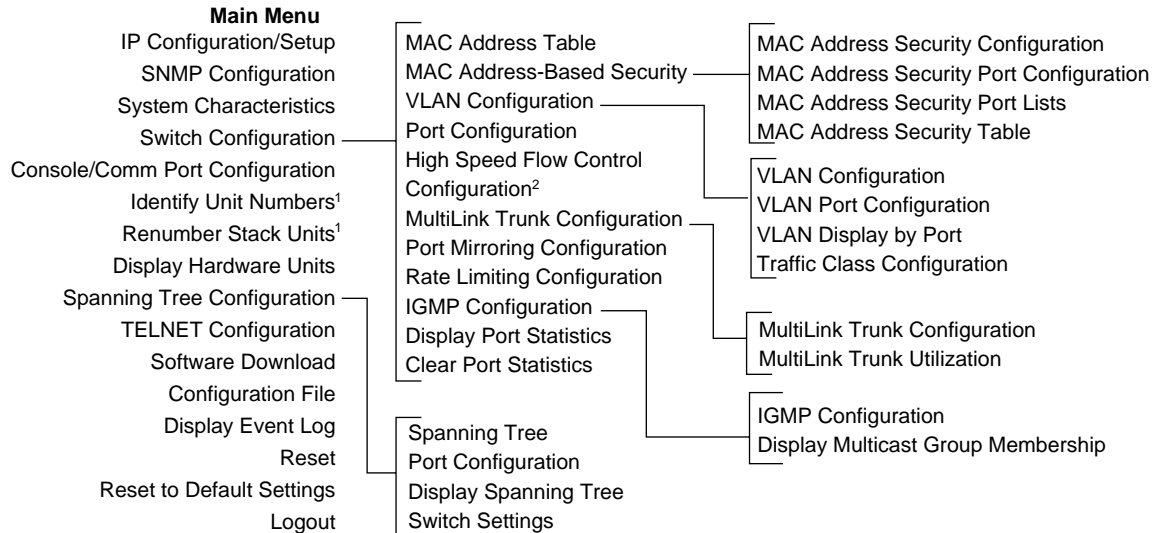 Main Menu
IP Configuration/Setup
SNMP Configuration
System Characteristics
Switch Configuration
Console/Comm Port Configuration
Identify Unit Numbers¹
Renumber Stack Units¹
Display Hardware Units
Spanning Tree Configuration
TELNET Configuration
Software Download
Configuration File
Display Event Log
Reset
Reset to Default Settings
Logout
MAC Address Table
MAC Address-Based Security
VLAN Configuration
Port Configuration
High Speed Flow Control
Configuration²
MultiLink Trunk Configuration
Port Mirroring Configuration
Rate Limiting Configuration
IGMP Configuration
Display Port Statistics
Clear Port Statistics
Spanning Tree
Port Configuration
Display Spanning Tree
Switch Settings
MAC Address Security Configuration
MAC Address Security Port Configuration
MAC Address Security Port Lists
MAC Address Security Table
VLAN Configuration
VLAN Port Configuration
VLAN Display by Port
Traffic Class Configuration
MultiLink Trunk Configuration
MultiLink Trunk Utilization
IGMP Configuration
Display Multicast Group Membership